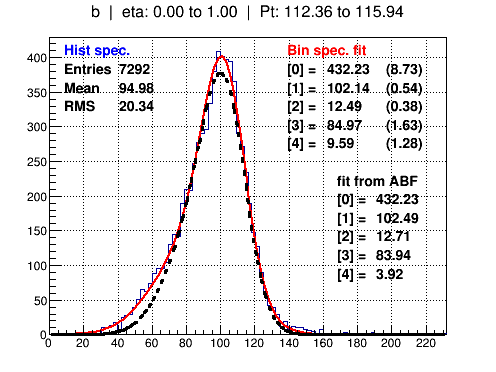 b | eta: 0.00 to 1.00 | Pt: 112.36 to 115.94
Hist spec.
Entries 7292
Mean 94.98
RMS 20.34
Bin spec. fit
[0] = 432.23 (8.73)
[1] = 102.14 (0.54)
[2] = 12.49 (0.38)
[3] = 84.97 (1.63)
[4] = 9.59 (1.28)
fit from ABF
[0] = 432.23
[1] = 102.49
[2] = 12.71
[3] = 83.94
[4] = 3.92
400
350
300
250
200
150
100
50
0
0 20 40 60 80 100 120 140 160 180 200 220